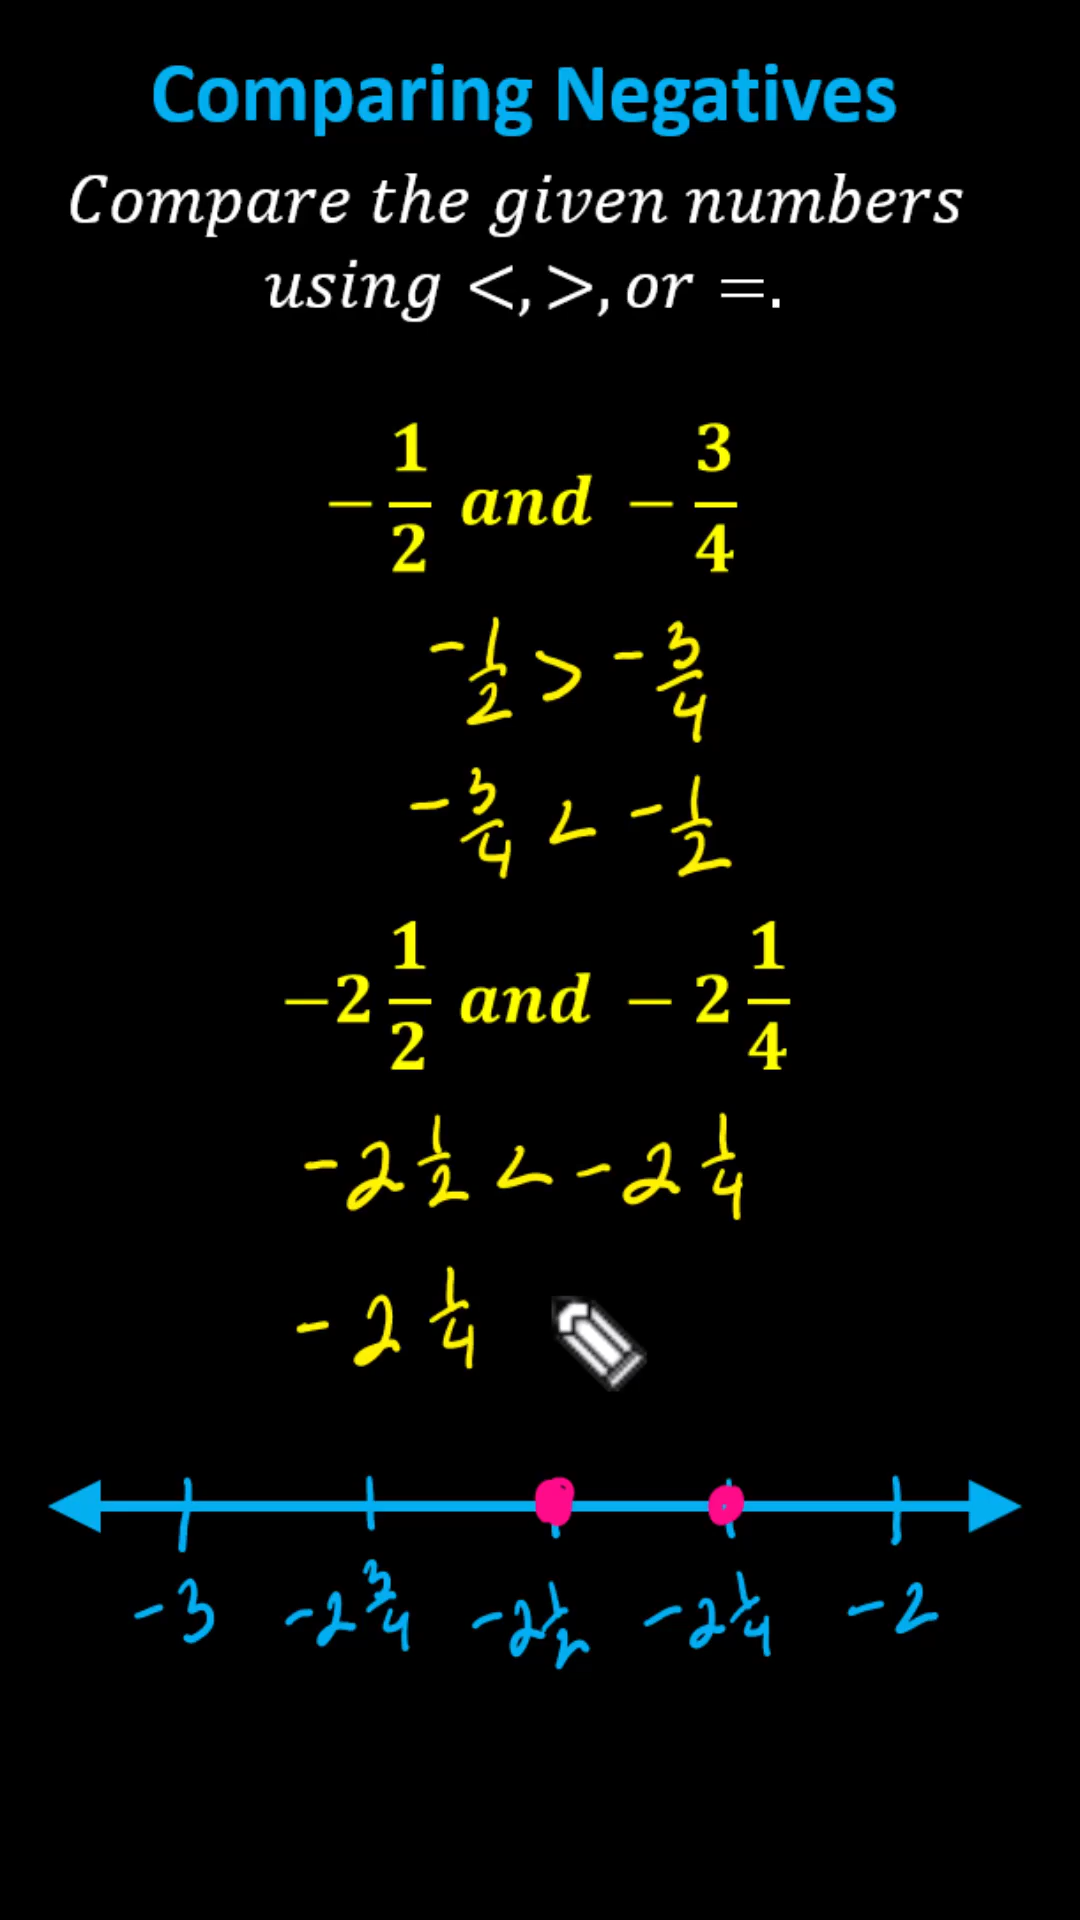 Comparing Negatives
Compare the given numbers
using <, >, or =.
-1/2 and -3/4
-1/2 > -3/4
-3/4 < -1/2
-2 1/2 and -2 1/4
-2 1/2 < -2 1/4
-2 1/4
-3 -2 3/4 -2 1/2 -2 1/4 -2